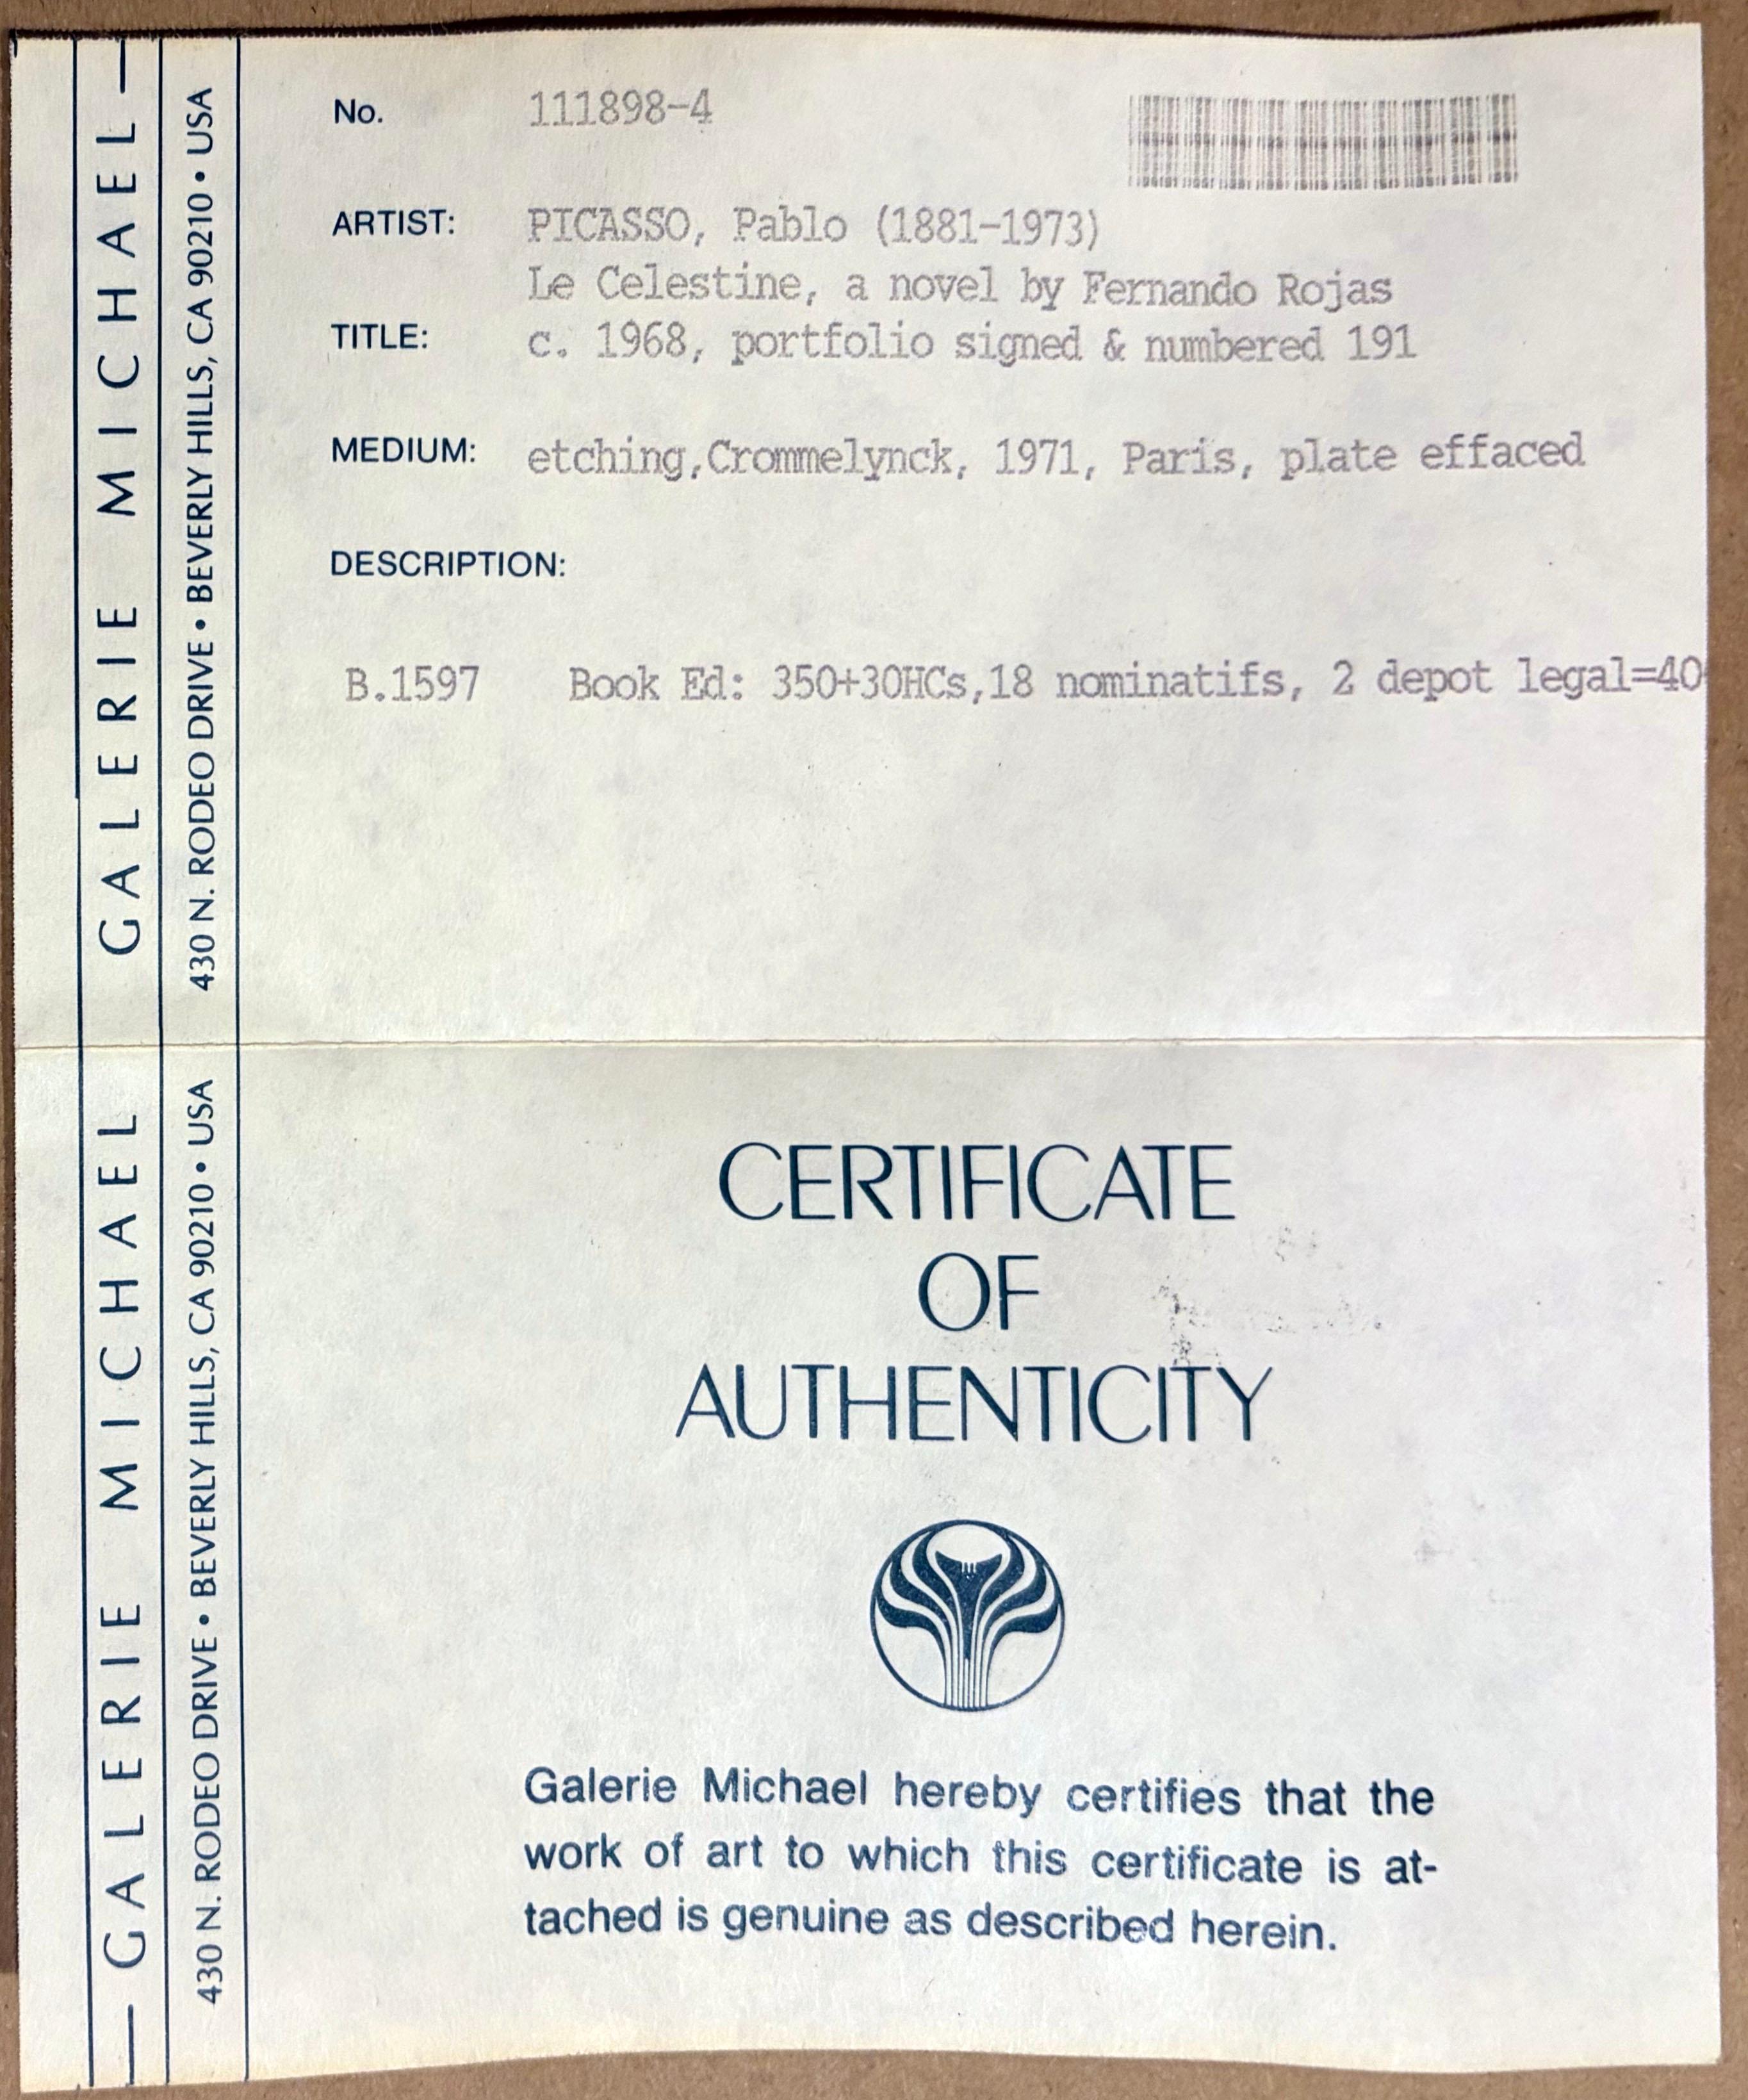 GALERIE MICHAEL
430 N. RODEO DRIVE • BEVERLY HILLS, CA 90210 • USA
No. 111898-4
ARTIST: PICASSO, Pablo (1881-1973)
Le Celestine, a novel by Fernando Rojas
TITLE: c. 1968, portfolio signed & numbered 191
MEDIUM: etching,Crommelynck, 1971, Paris, plate effaced
DESCRIPTION:
B.1597 Book Ed: 350+30HCs,18 nominatifs, 2 depot legal=40
GALERIE MICHAEL
430 N. RODEO DRIVE • BEVERLY HILLS, CA 90210 • USA
CERTIFICATE
OF
AUTHENTICITY
Galerie Michael hereby certifies that the
work of art to which this certificate is at-
tached is genuine as described herein.